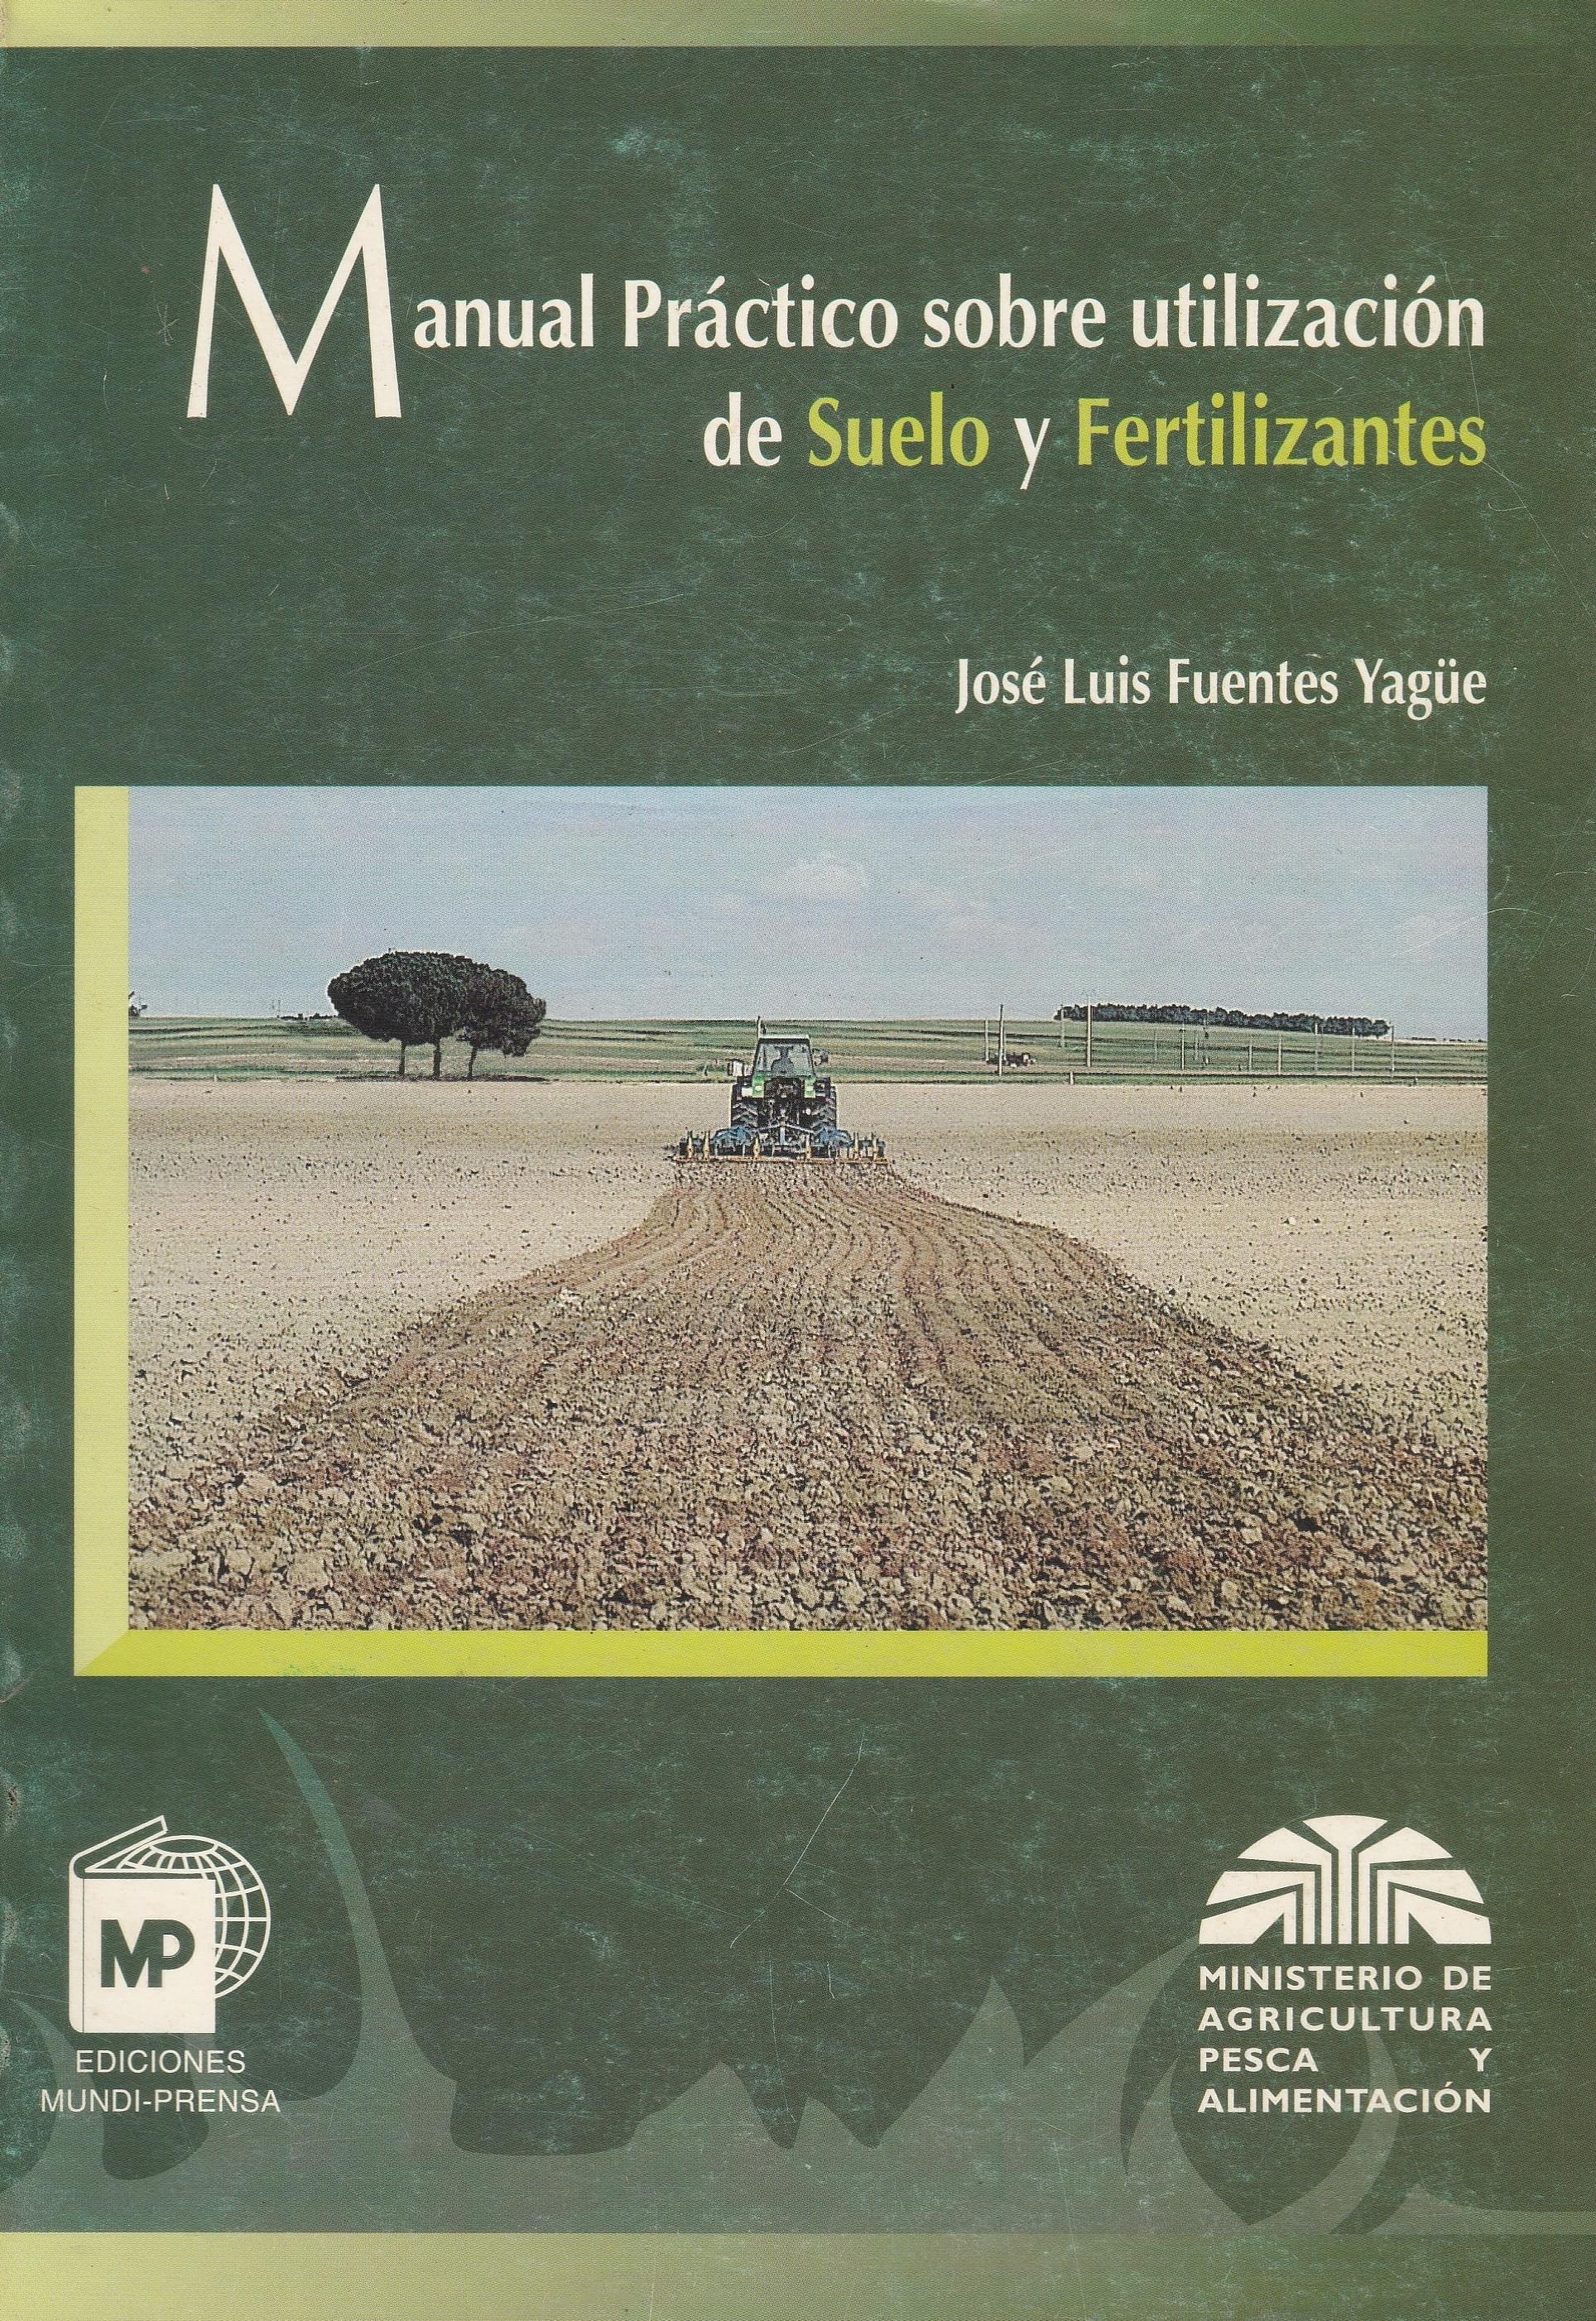 Manual Práctico sobre utilización
de Suelo y Fertilizantes
José Luis Fuentes Yagüe
MP
EDICIONES
MUNDI-PRENSA
MINISTERIO DE
AGRICULTURA
PESCA Y
ALIMENTACIÓN